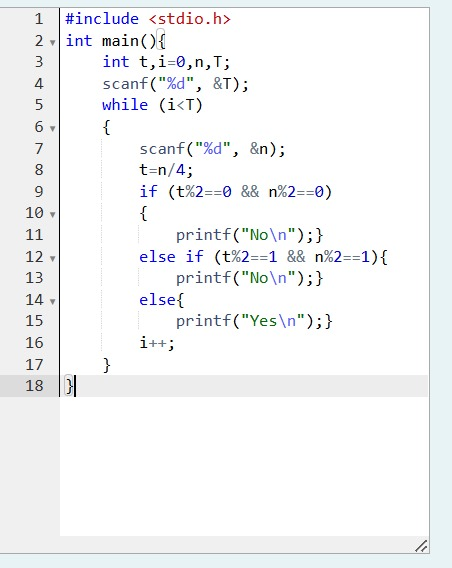 1 #include <stdio.h>
2 int main(){
3     int t,i=0,n,T;
4     scanf("%d", &T);
5     while (i<T)
6     {
7         scanf("%d", &n);
8         t=n/4;
9         if (t%2==0 && n%2==0)
10         {
11             printf("No\n");}
12         else if (t%2==1 && n%2==1){
13             printf("No\n");}
14         else{
15             printf("Yes\n");}
16         i++;
17     }
18 }